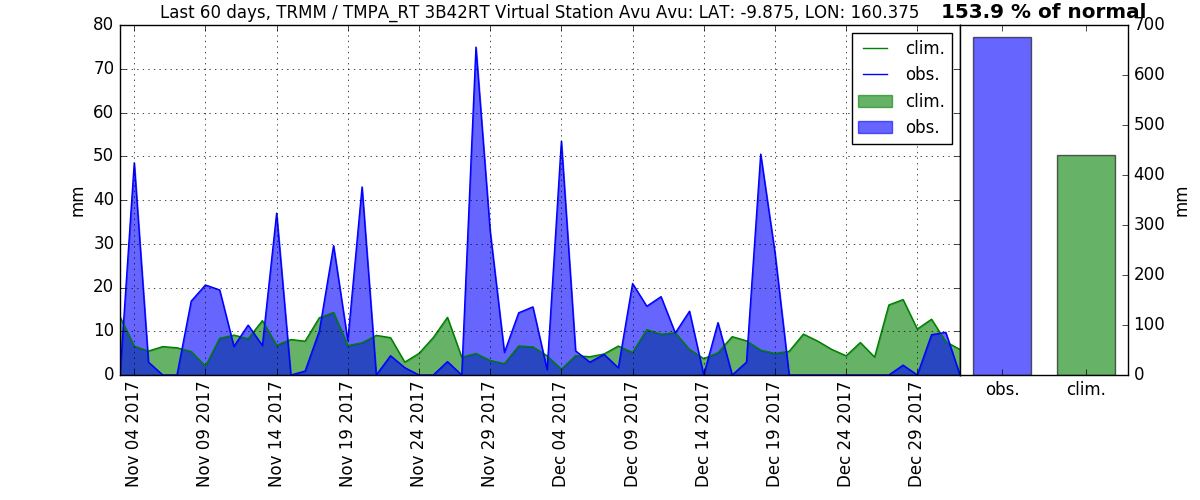 Last 60 days, TRMM / TMPA_RT 3B42RT Virtual Station Avu Avu: LAT: -9.875, LON: 160.375
153.9 % of normal
80
70
60
50
40
30
20
10
0
mm
clim.
obs.
clim.
obs.
700
600
500
400
300
200
100
0
mm
Nov 04 2017
Nov 09 2017
Nov 14 2017
Nov 19 2017
Nov 24 2017
Nov 29 2017
Dec 04 2017
Dec 09 2017
Dec 14 2017
Dec 19 2017
Dec 24 2017
Dec 29 2017
obs.
clim.